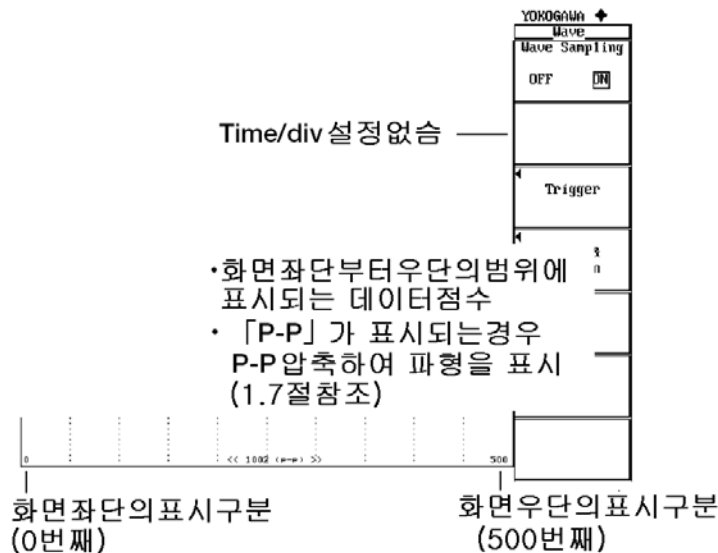 YOKOGAWA
Wave
Wave Sampling
OFF ON
Time/div설정없슴
Trigger
·화면좌단부터우단의범위에
표시되는 데이터점수
·「P-P」가 표시되는경우
P-P압축하여 파형을 표시
(1.7절참조)
0 << 1002 (p-p) >> 500
화면좌단의표시구분
(0번째)
화면우단의표시구분
(500번째)